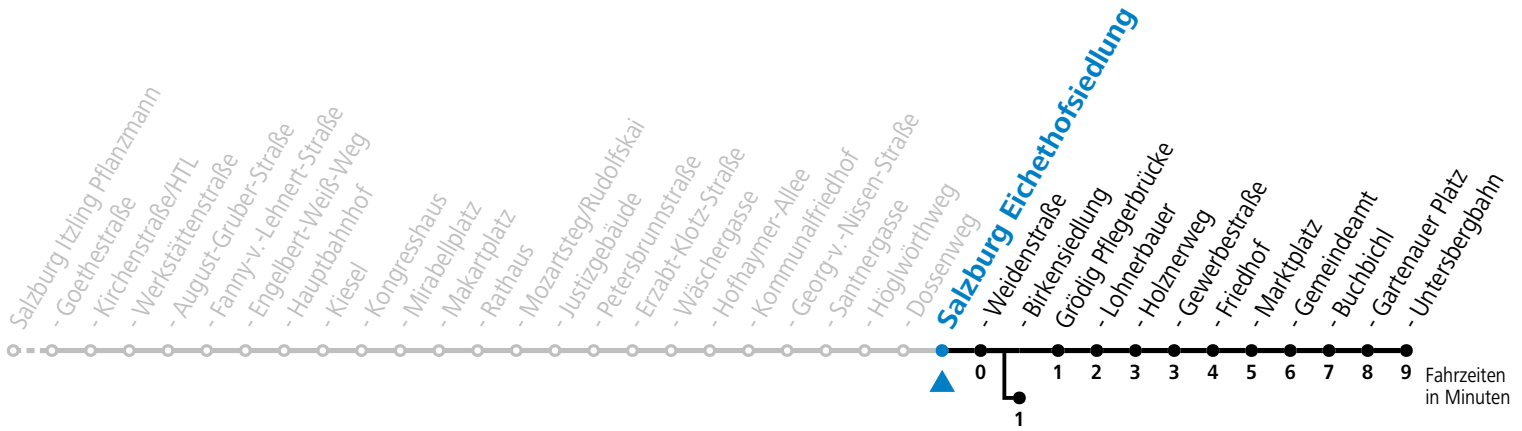 Salzburg Itzling Pflanzmann
- Goethestraße
- Kirchenstraße/HTL
- Werkstättenstraße
- August-Gruber-Straße
- Fanny-v.-Lehnert-Straße
- Engelbert-Weiß-Weg
- Hauptbahnhof
- Kiesel
- Kongresshaus
- Mirabellplatz
- Makartplatz
- Rathaus
- Mozartsteg/Rudolfskai
- Justizgebäude
- Petersbrunnstraße
- Erzabt-Klotz-Straße
- Wäschergasse
- Hofhaymer-Allee
- Kommunalfriedhof
- Georg-v.-Nissen-Straße
- Santnergasse
- Höglwörthweg
- Dossenweg
Salzburg Eichethofsiedlung
- Weidenstraße
- Birkensiedlung
Grödig Pflegerbrücke
- Lohnerbauer
- Holznerweg
- Gewerbestraße
- Friedhof
- Marktplatz
- Gemeindeamt
- Buchbichl
- Gartenauer Platz
- Untersbergbahn
0 1 2 3 3 4 5 6 7 8 9 Fahrzeiten
in Minuten
1